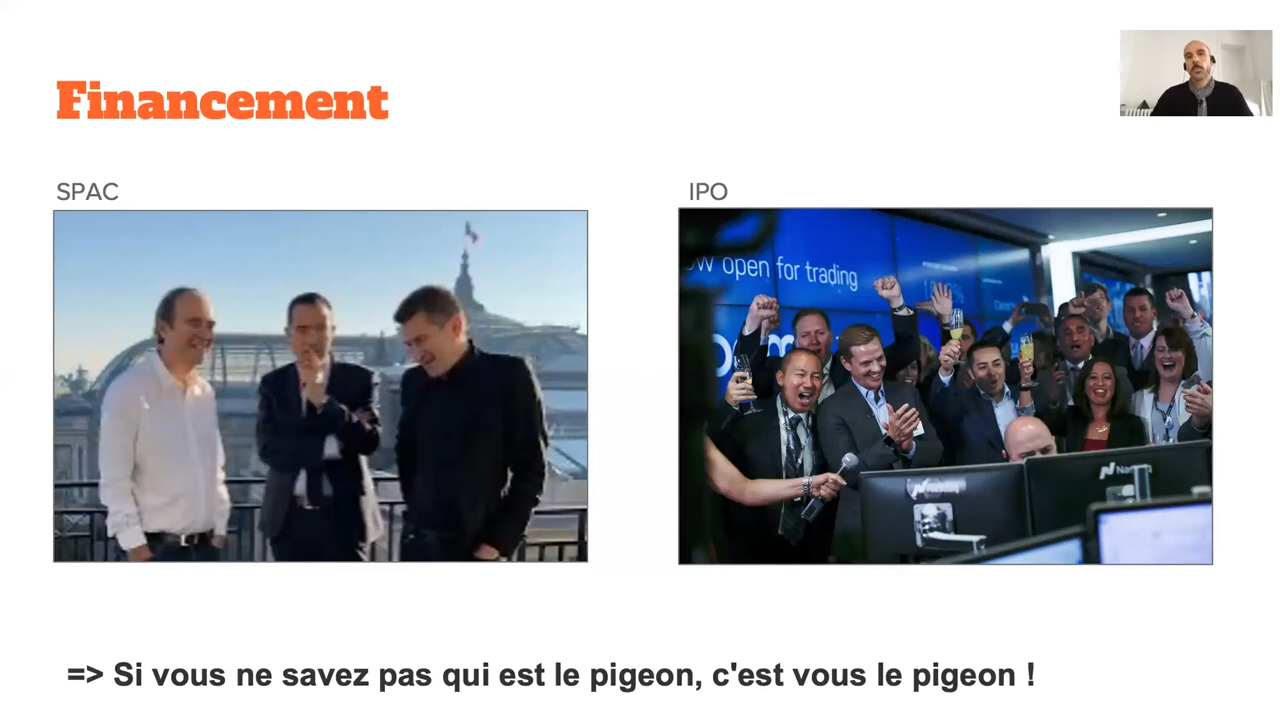 Financement
SPAC
IPO
ow open for trading
=> Si vous ne savez pas qui est le pigeon, c'est vous le pigeon !